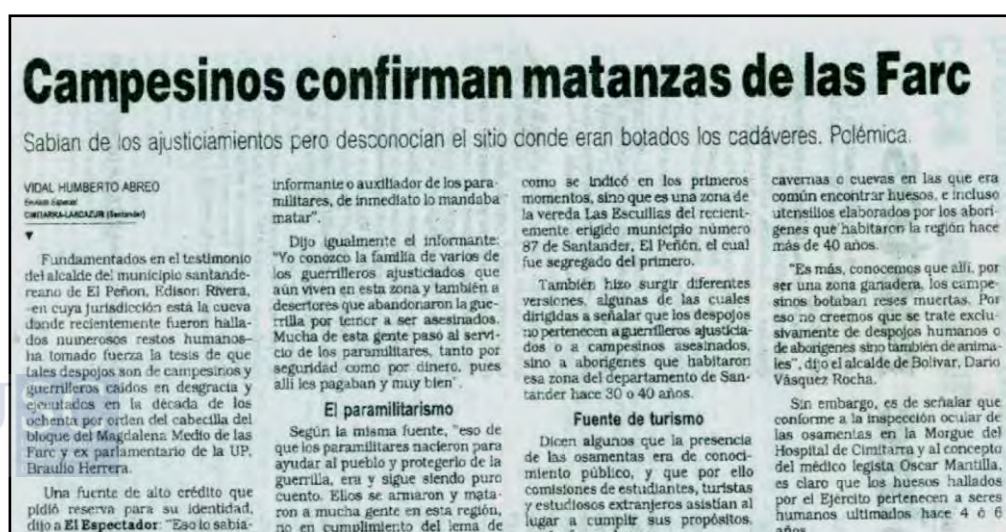 Campesinos confirman matanzas de las Farc
Sabían de los ajusticiamientos pero desconocían el sitio donde eran botados los cadáveres. Polémica.
VIDAL HUMBERTO ABREO
Enviado Especial
CIMITARRA-LANDAZURI (Santander)
Fundamentados en el testimonio
del alcalde del municipio santande-
reano de El Peñon, Edison Rivera,
-en cuya jurisdicción está la cueva
donde recientemente fueron halla-
dos numerosos restos humanos-
ha tomado fuerza la tesis de que
tales despojos son de campesinos y
guerrilleros caídos en desgracia y
ejecutados en la década de los
ochenta por orden del cabecilla del
bloque del Magdalena Medio de las
Farc y ex parlamentario de la UP,
Braulio Herrera.
Una fuente de alto crédito que
pidió reserva para su identidad,
dijo a El Espectador: "Eso lo sabía-
informante o auxiliador de los para-
militares, de inmediato lo mandaba
matar".
Dijo igualmente el informante:
"Yo conozco la familia de varios de
los guerrilleros ajusticiados que
aún viven en esta zona y también a
desertores que abandonaron la gue-
rrilla por temor a ser asesinados.
Mucha de esta gente pasó al servi-
cio de los paramilitares, tanto por
seguridad como por dinero, pues
allí les pagaban y muy bien".
El paramilitarismo
Según la misma fuente, "eso de
que los paramilitares nacieron para
ayudar al pueblo y protegerlo de la
guerrilla, era y sigue siendo puro
cuento. Ellos se armaron y mata-
ron a mucha gente en esta región,
no en cumplimiento del lema de
como se indicó en los primeros
momentos, sino que es una zona de
la vereda Las Escuillas del recient-
emente erigido municipio número
87 de Santander, El Peñón, el cual
fue segregado del primero.
También hizo surgir diferentes
versiones, algunas de las cuales
dirigidas a señalar que los despojos
no pertenecen a guerrilleros ajusticia-
dos o a campesinos asesinados,
sino a aborígenes que habitaron
esa zona del departamento de San-
tander hace 30 o 40 años.
Fuente de turismo
Dicen algunos que la presencia
de las osamentas era de conoci-
miento público, y que por ello
comisiones de estudiantes, turistas
y estudiosos extranjeros asistían al
lugar a cumplir sus propósitos.
cavernas o cuevas en las que era
común encontrar huesos, e incluso
utensilios elaborados por los aborí-
genes que habitaron la región hace
más de 40 años.
"Es más, conocemos que allí, por
ser una zona ganadera, los campe-
sinos botaban reses muertas. Por
eso no creemos que se trate exclu-
sivamente de despojos humanos o
de aborígenes sino también de anima-
les", dijo el alcalde de Bolívar, Darío
Vásquez Rocha.
Sin embargo, es de señalar que
conforme a la inspección ocular de
las osamentas en la Morgue del
Hospital de Cimitarra y al concepto
del médico legista Oscar Mantilla,
es claro que los huesos hallados
por el Ejército pertenecen a seres
humanos ultimados hace 4 ó 6
años.